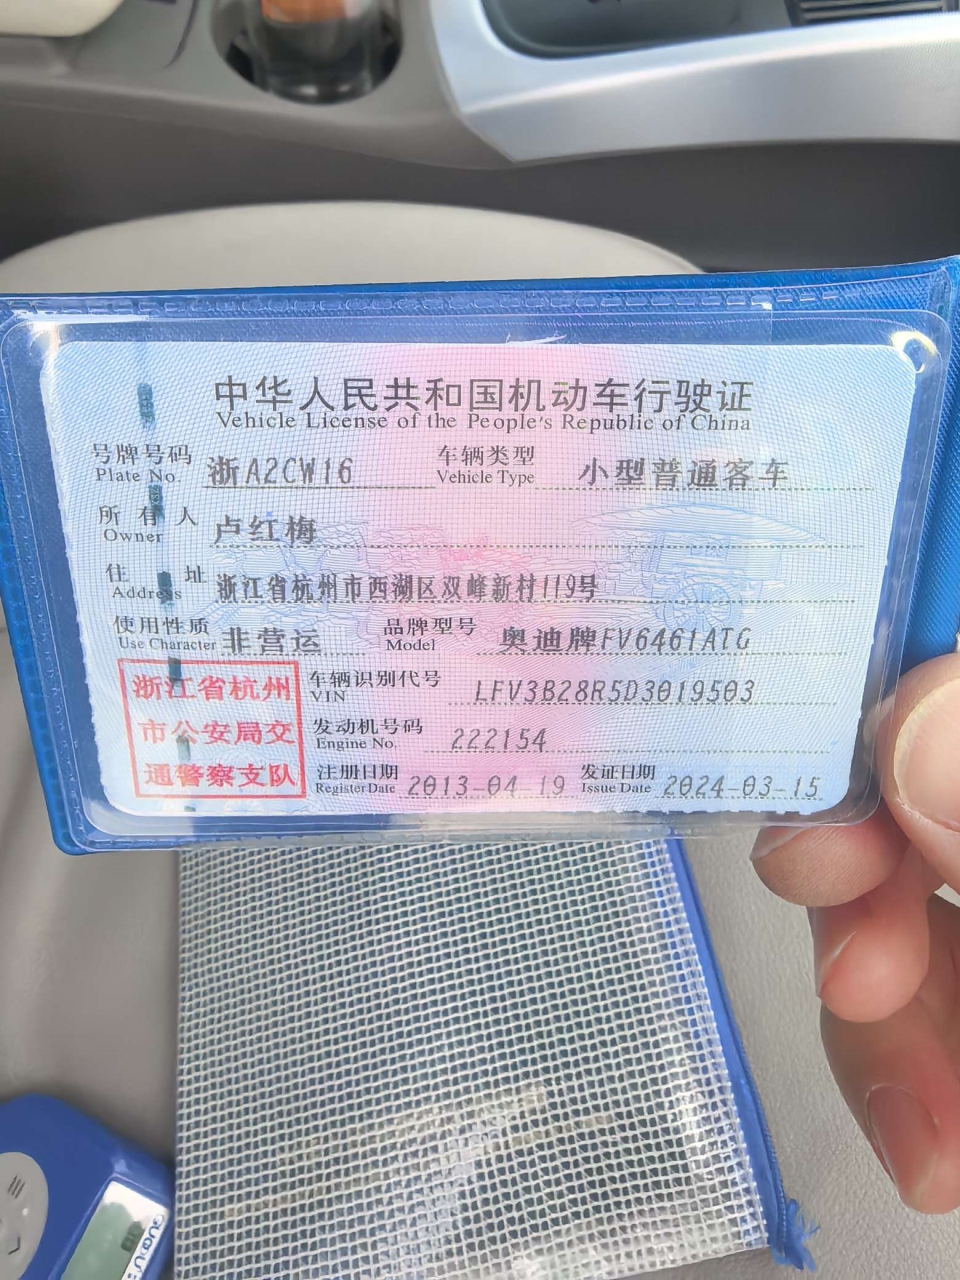 中华人民共和国机动车行驶证
Vehicle License of the People's Republic of China
号牌号码 浙A2CW16 车辆类型 小型普通客车
Plate No. Vehicle Type
所有人 卢红梅
Owner
住址 浙江省杭州市西湖区双峰新村119号
Address
使用性质 非营运 品牌型号 奥迪牌FV6461ATG
Use Character Model
浙江省杭州
市公安局交
通警察支队
车辆识别代号 LFV3B28R5D3019503
VIN
发动机号码 222154
Engine No.
注册日期 2013-04-19 发证日期 2024-03-15
Register Date Issue Date